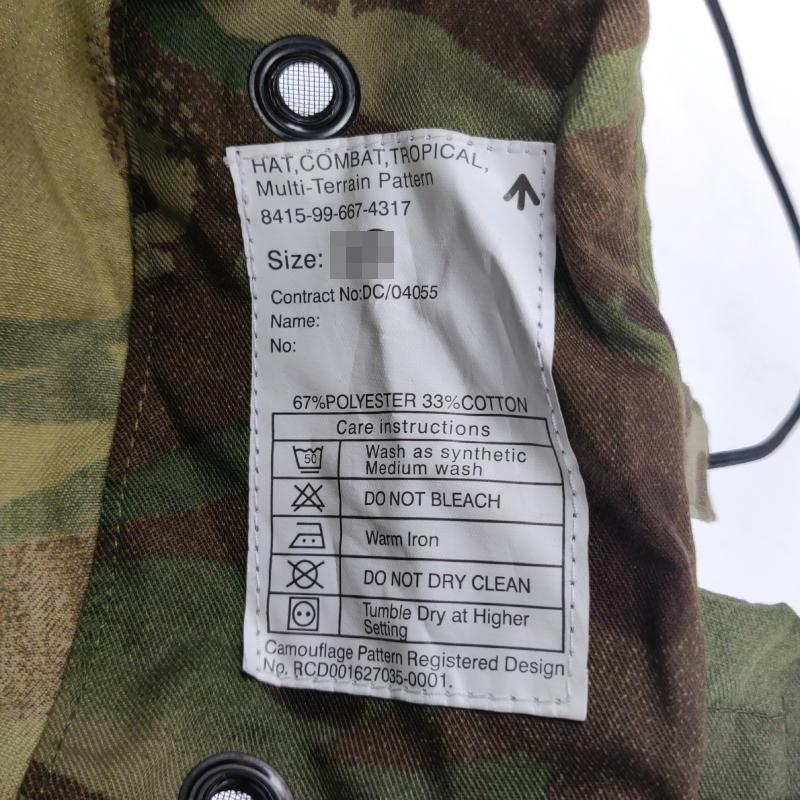 HAT,COMBAT,TROPICAL,
Multi-Terrain Pattern
8415-99-667-4317
Size:
Contract No:DC/04055
Name:
No:
67%POLYESTER 33%COTTON
Care instructions
50 Wash as synthetic
Medium wash
DO NOT BLEACH
Warm Iron
DO NOT DRY CLEAN
Tumble Dry at Higher
Setting
Camouflage Pattern Registered Design
No. RCD001627035-0001.